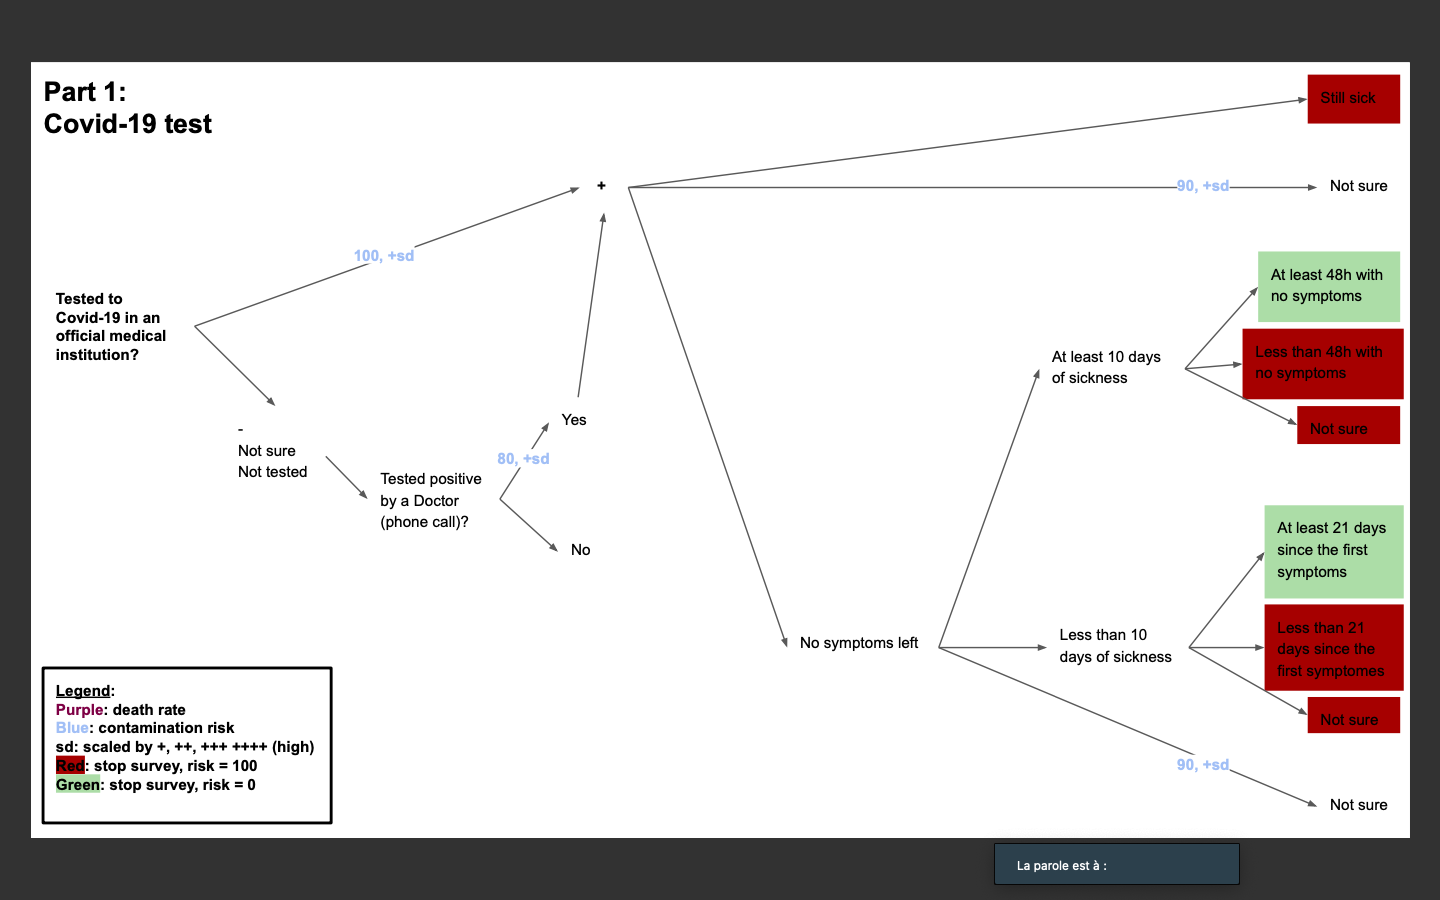 Part 1:
Covid-19 test
Still sick
+
90, +sd
Not sure
100, +sd
Tested to
Covid-19 in an
official medical
institution?
At least 48h with
no symptoms
Less than 48h with
no symptoms
At least 10 days
of sickness
Not sure
-
Not sure
Not tested
Yes
80, +sd
Tested positive
by a Doctor
(phone call)?
No
At least 21 days
since the first
symptoms
No symptoms left
Less than 10
days of sickness
Less than 21
days since the
first symptomes
Not sure
90, +sd
Not sure
Legend:
Purple: death rate
Blue: contamination risk
sd: scaled by +, ++, +++ ++++ (high)
Red: stop survey, risk = 100
Green: stop survey, risk = 0
La parole est à :